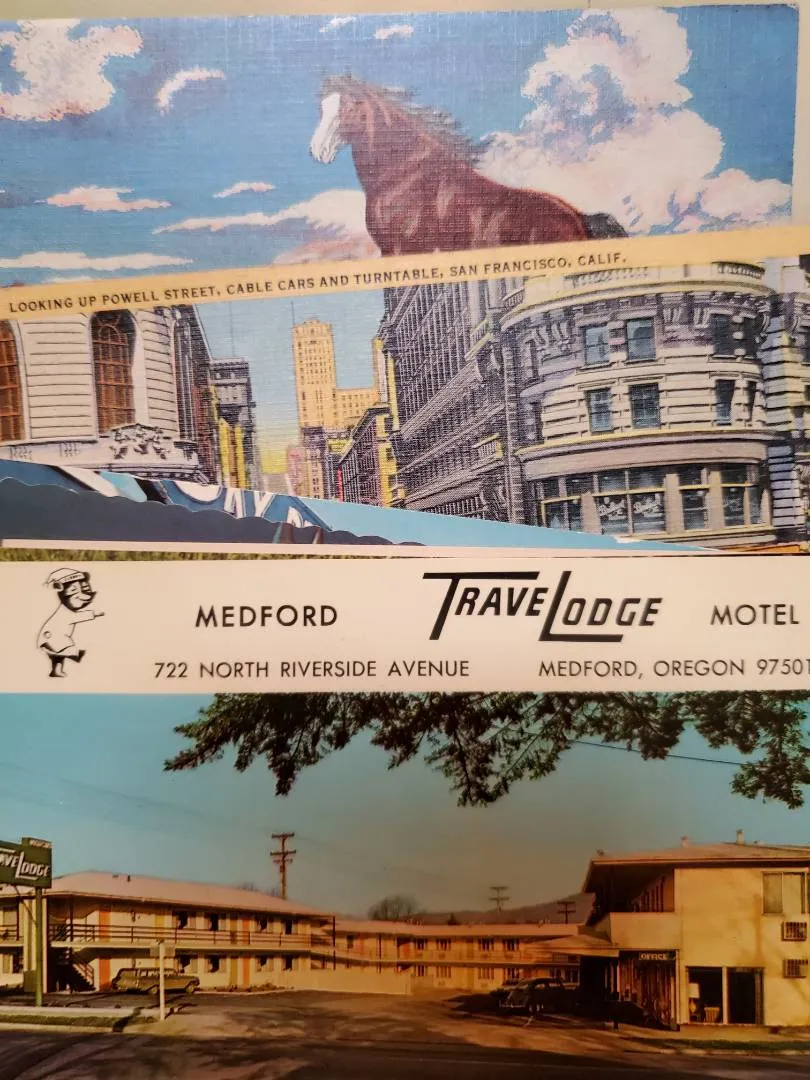 LOOKING UP POWELL STREET, CABLE CARS AND TURNTABLE, SAN FRANCISCO, CALIF.
MEDFORD TRAVELODGE MOTEL
722 NORTH RIVERSIDE AVENUE MEDFORD, OREGON 97501
TRAVELODGE
OFFICE